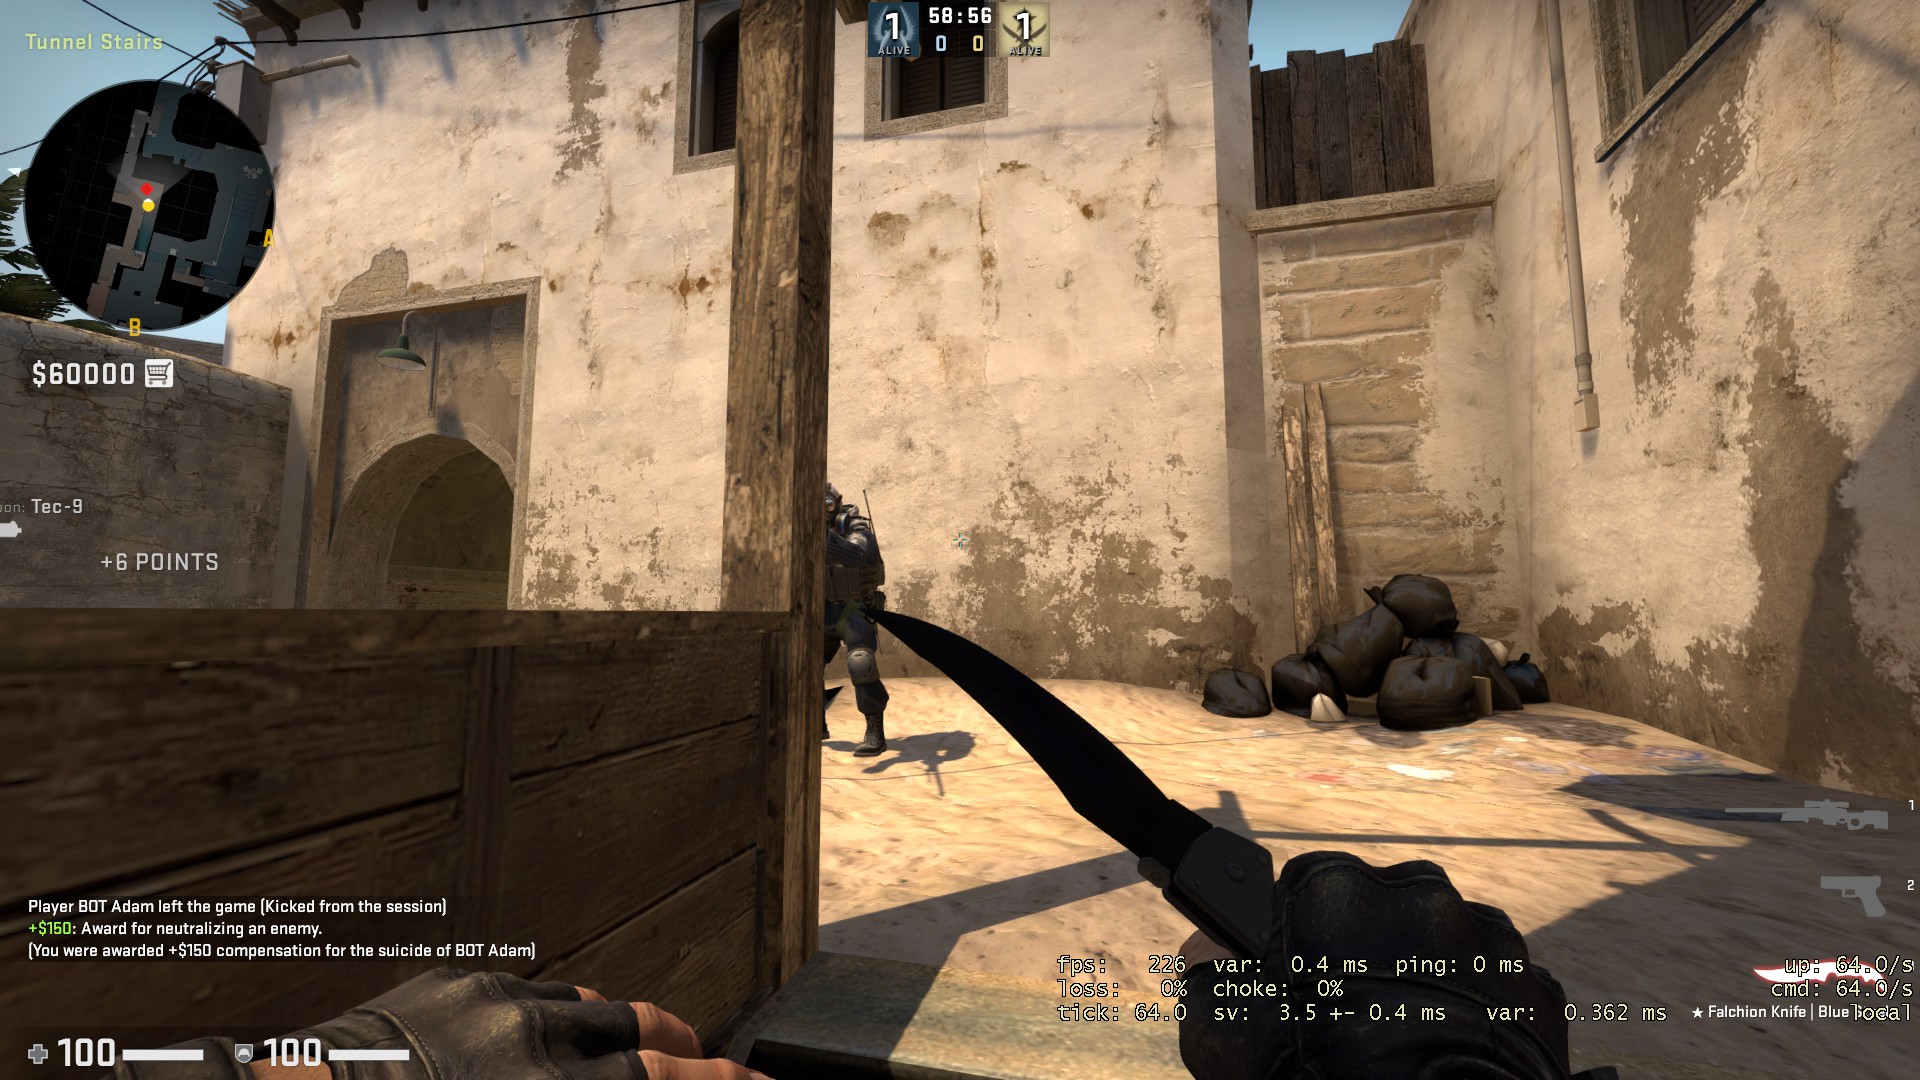 Tunnel Stairs
1 58:56 1
ALIVE 0 0 ALIVE
A
B
$60000
Tec-9
+6 POINTS
1
2
Player BOT Adam left the game (Kicked from the session)
+$150: Award for neutralizing an enemy.
(You were awarded +$150 compensation for the suicide of BOT Adam)
fps: 226 var: 0.4 ms ping: 0 ms up: 64.0/s
loss: 0% choke: 0% cmd: 64.0/s
tick: 64.0 sv: 3.5 +- 0.4 ms var: 0.362 ms local
★ Falchion Knife | Blue
100 100